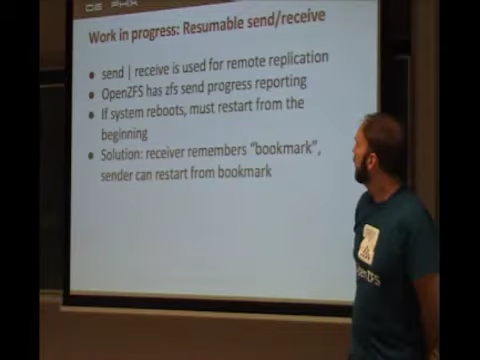 Work in progress: Resumable send/receive
● send | receive is used for remote replication
● OpenZFS has zfs send progress reporting
● If system reboots, must restart from the
beginning
● Solution: receiver remembers "bookmark",
sender can restart from bookmark
OpenZFS